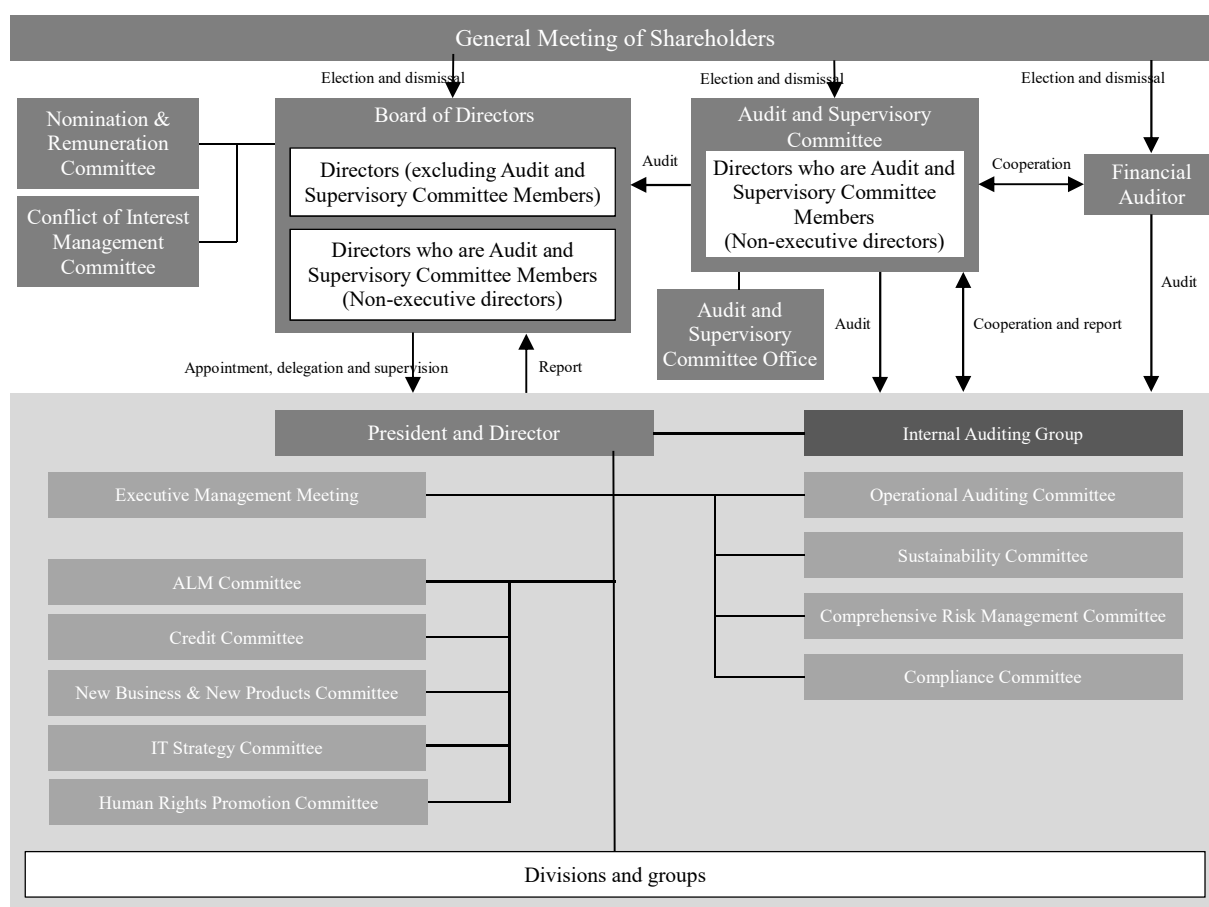 General Meeting of Shareholders
Election and dismissal
Election and dismissal
Election and dismissal
Nomination &
Remuneration
Committee
Conflict of Interest
Management
Committee
Board of Directors
Directors (excluding Audit and
Supervisory Committee Members)
Directors who are Audit and
Supervisory Committee Members
(Non-executive directors)
Audit
Audit and Supervisory
Committee
Directors who are Audit and
Supervisory Committee
Members
(Non-executive directors)
Cooperation
Financial
Auditor
Audit and
Supervisory
Committee Office
Audit
Cooperation and report
Audit
Appointment, delegation and supervision
Report
President and Director
Internal Auditing Group
Executive Management Meeting
Operational Auditing Committee
Sustainability Committee
Comprehensive Risk Management Committee
Compliance Committee
ALM Committee
Credit Committee
New Business & New Products Committee
IT Strategy Committee
Human Rights Promotion Committee
Divisions and groups